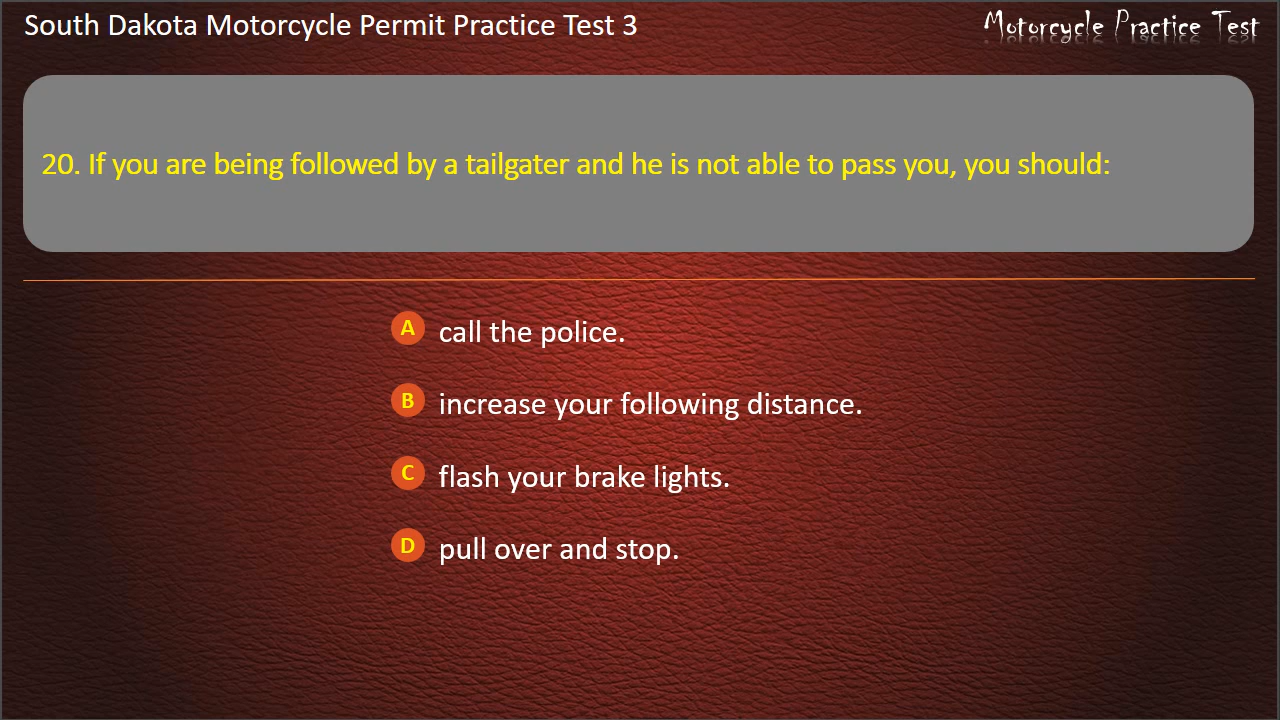 South Dakota Motorcycle Permit Practice Test 3
Motorcycle Practice Test
20. If you are being followed by a tailgater and he is not able to pass you, you should:
A call the police.
B increase your following distance.
C flash your brake lights.
D pull over and stop.